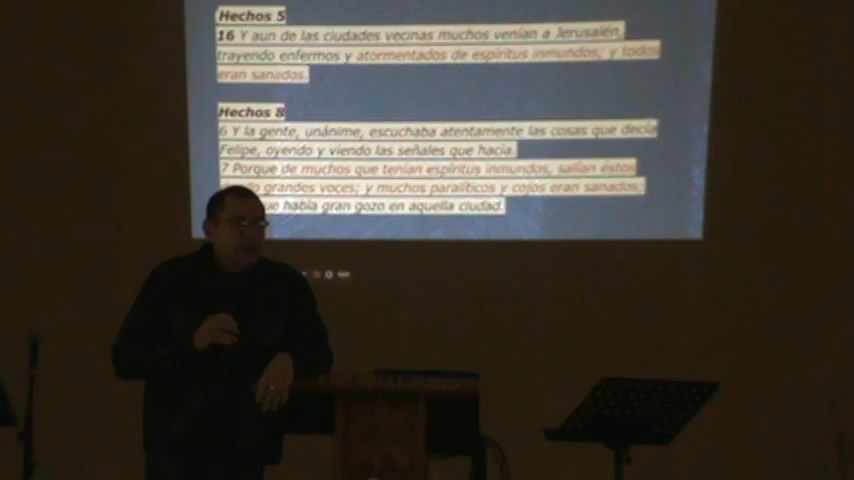 Hechos 5
16 Y aun de las ciudades vecinas muchos venían a Jerusalén,
trayendo enfermos y atormentados de espíritus inmundos; y todos
eran sanados.
Hechos 8
6 Y la gente, unánime, escuchaba atentamente las cosas que decía
Felipe, oyendo y viendo las señales que hacía.
7 Porque de muchos que tenían espíritus inmundos, salían éstos
grandes voces; y muchos paralíticos y cojos eran sanados;
había gran gozo en aquella ciudad.